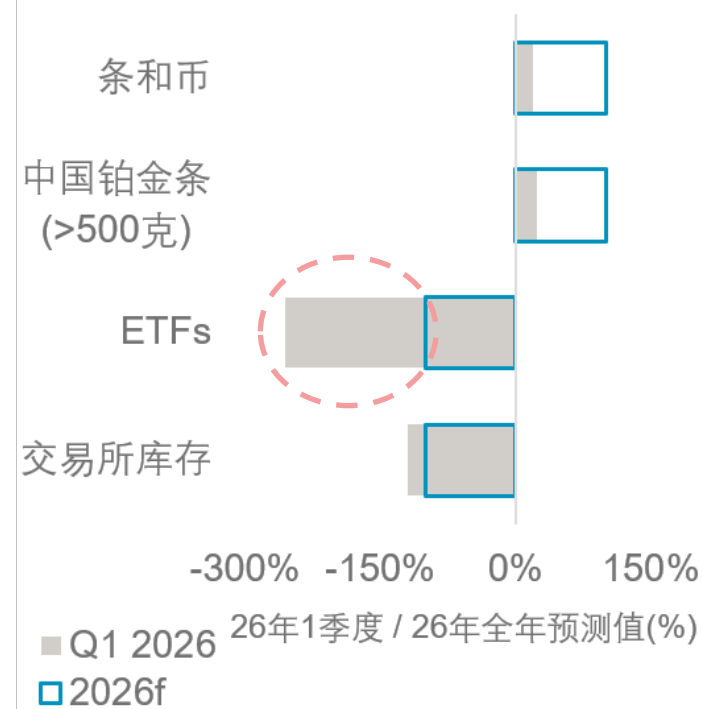 条和币
中国铂金条
(>500克)
ETFs
交易所库存
-300% -150% 0% 150%
26年1季度 / 26年全年预测值(%)
Q1 2026
2026f